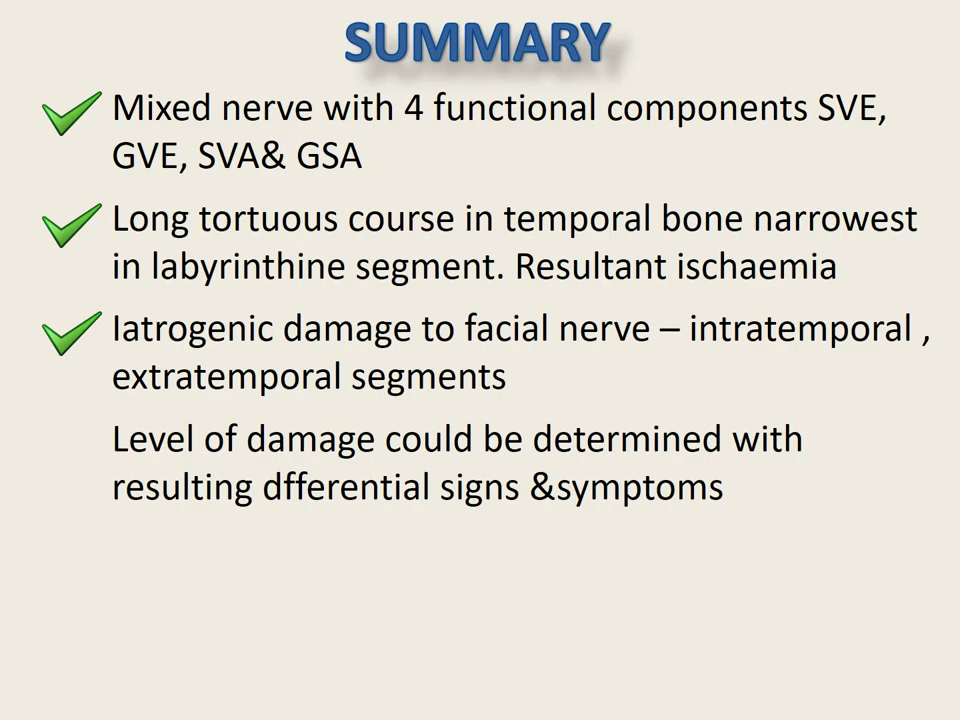 SUMMARY
Mixed nerve with 4 functional components SVE,
GVE, SVA& GSA
Long tortuous course in temporal bone narrowest
in labyrinthine segment. Resultant ischaemia
Iatrogenic damage to facial nerve – intratemporal ,
extratemporal segments
Level of damage could be determined with
resulting dfferential signs &symptoms